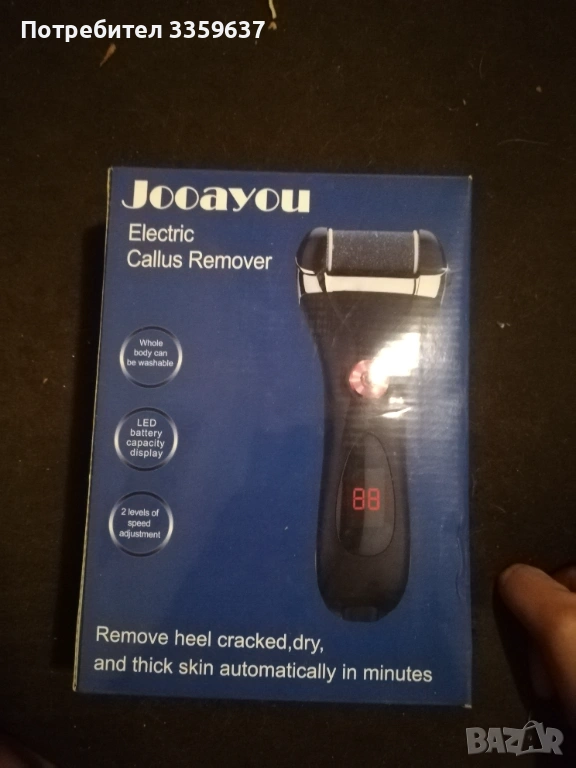 Потребител 3359637
Jooayou
Electric
Callus Remover
Whole
body can
be washable
LED
battery
capacity
display
2 levels of
speed
adjustment
88
Remove heel cracked,dry,
and thick skin automatically in minutes
BAZAR